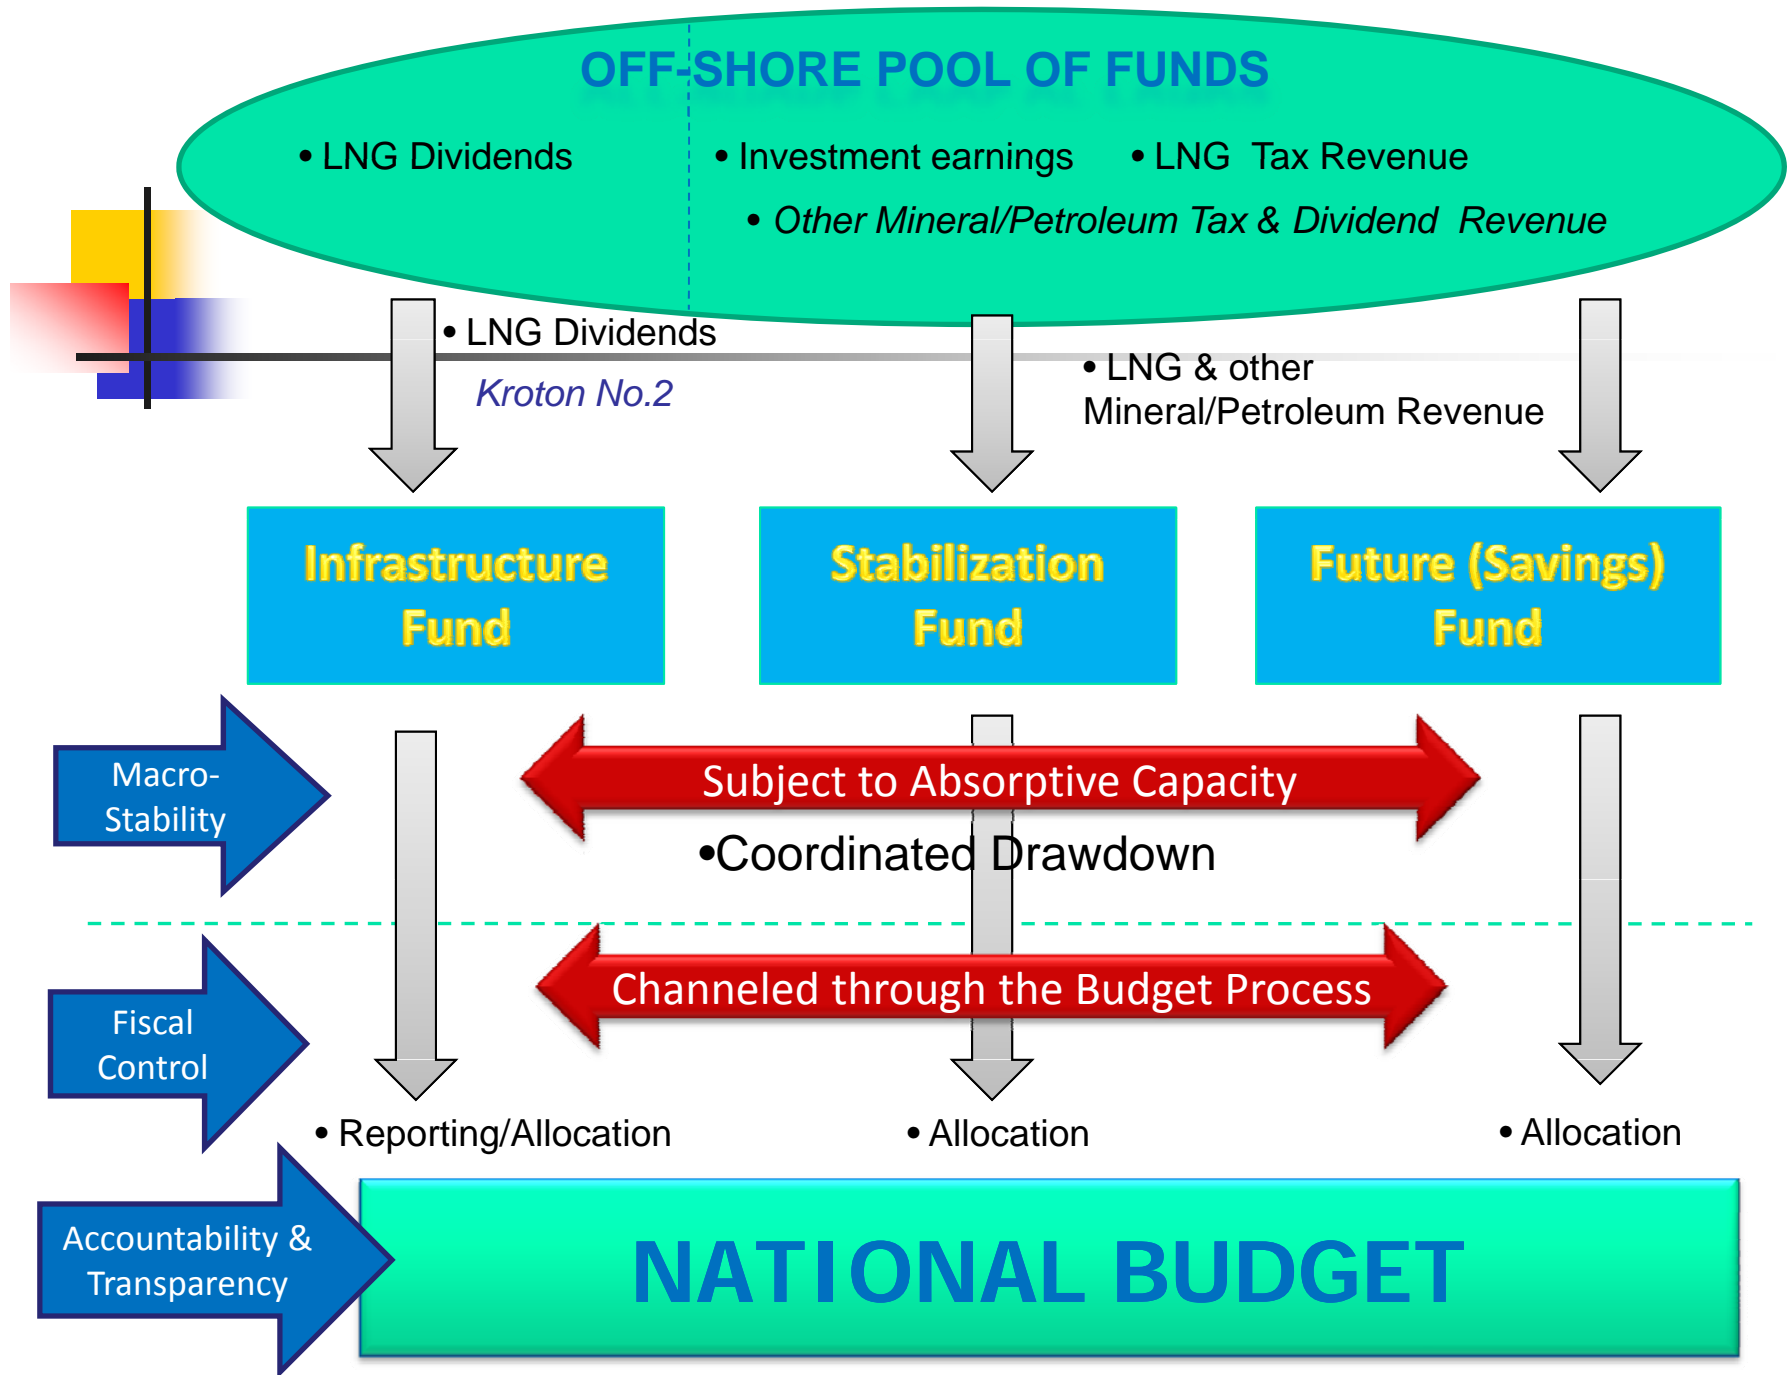 OFF-SHORE POOL OF FUNDS
• LNG Dividends • Investment earnings • LNG Tax Revenue
• Other Mineral/Petroleum Tax & Dividend Revenue
• LNG Dividends
Kroton No.2
• LNG & other
Mineral/Petroleum Revenue
Infrastructure
Fund
Stabilization
Fund
Future (Savings)
Fund
Macro-
Stability
Subject to Absorptive Capacity
•Coordinated Drawdown
Fiscal
Control
Channeled through the Budget Process
• Reporting/Allocation • Allocation • Allocation
Accountability &
Transparency
NATIONAL BUDGET